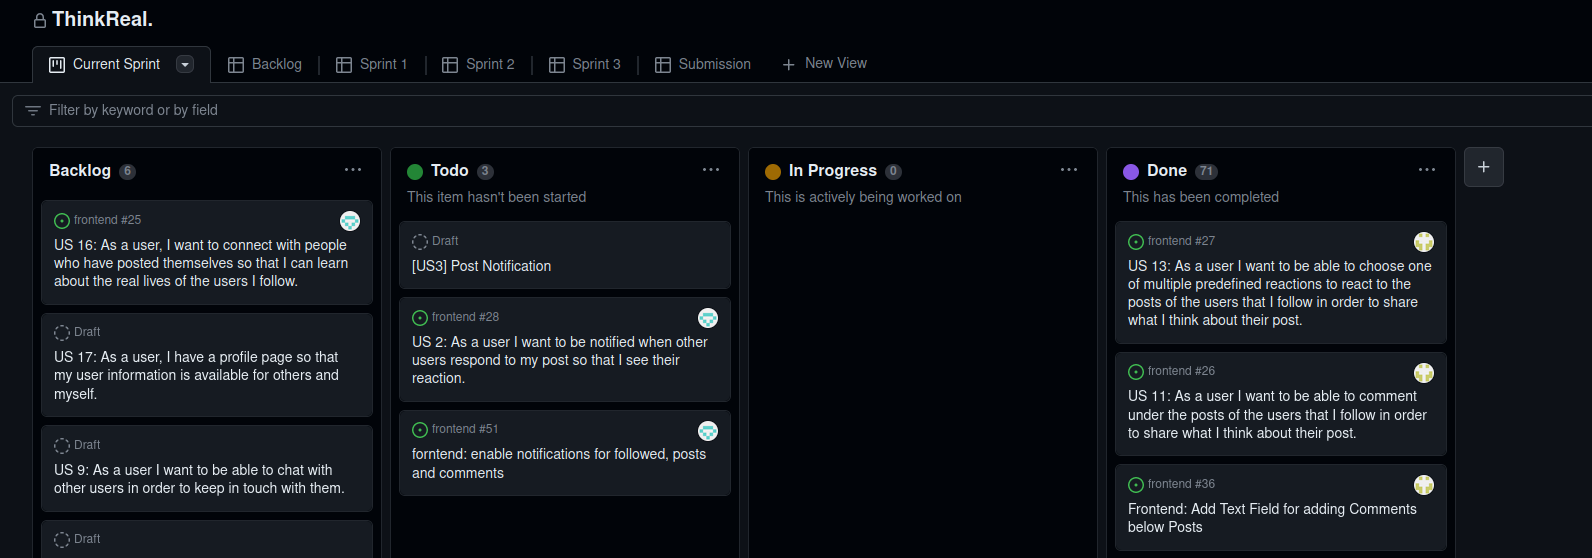 ThinkReal.
Current Sprint
Backlog
Sprint 1
Sprint 2
Sprint 3
Submission
+ New View
Filter by keyword or by field
Backlog 6
frontend #25
US 16: As a user, I want to connect with people
who have posted themselves so that I can learn
about the real lives of the users I follow.
Draft
US 17: As a user, I have a profile page so that
my user information is available for others and
myself.
Draft
US 9: As a user I want to be able to chat with
other users in order to keep in touch with them.
Draft
Todo 3
This item hasn't been started
Draft
[US3] Post Notification
frontend #28
US 2: As a user I want to be notified when other
users respond to my post so that I see their
reaction.
frontend #51
forntend: enable notifications for followed, posts
and comments
In Progress 0
This is actively being worked on
Done 71
This has been completed
frontend #27
US 13: As a user I want to be able to choose one
of multiple predefined reactions to react to the
posts of the users that I follow in order to share
what I think about their post.
frontend #26
US 11: As a user I want to be able to comment
under the posts of the users that I follow in order
to share what I think about their post.
frontend #36
Frontend: Add Text Field for adding Comments
below Posts
+